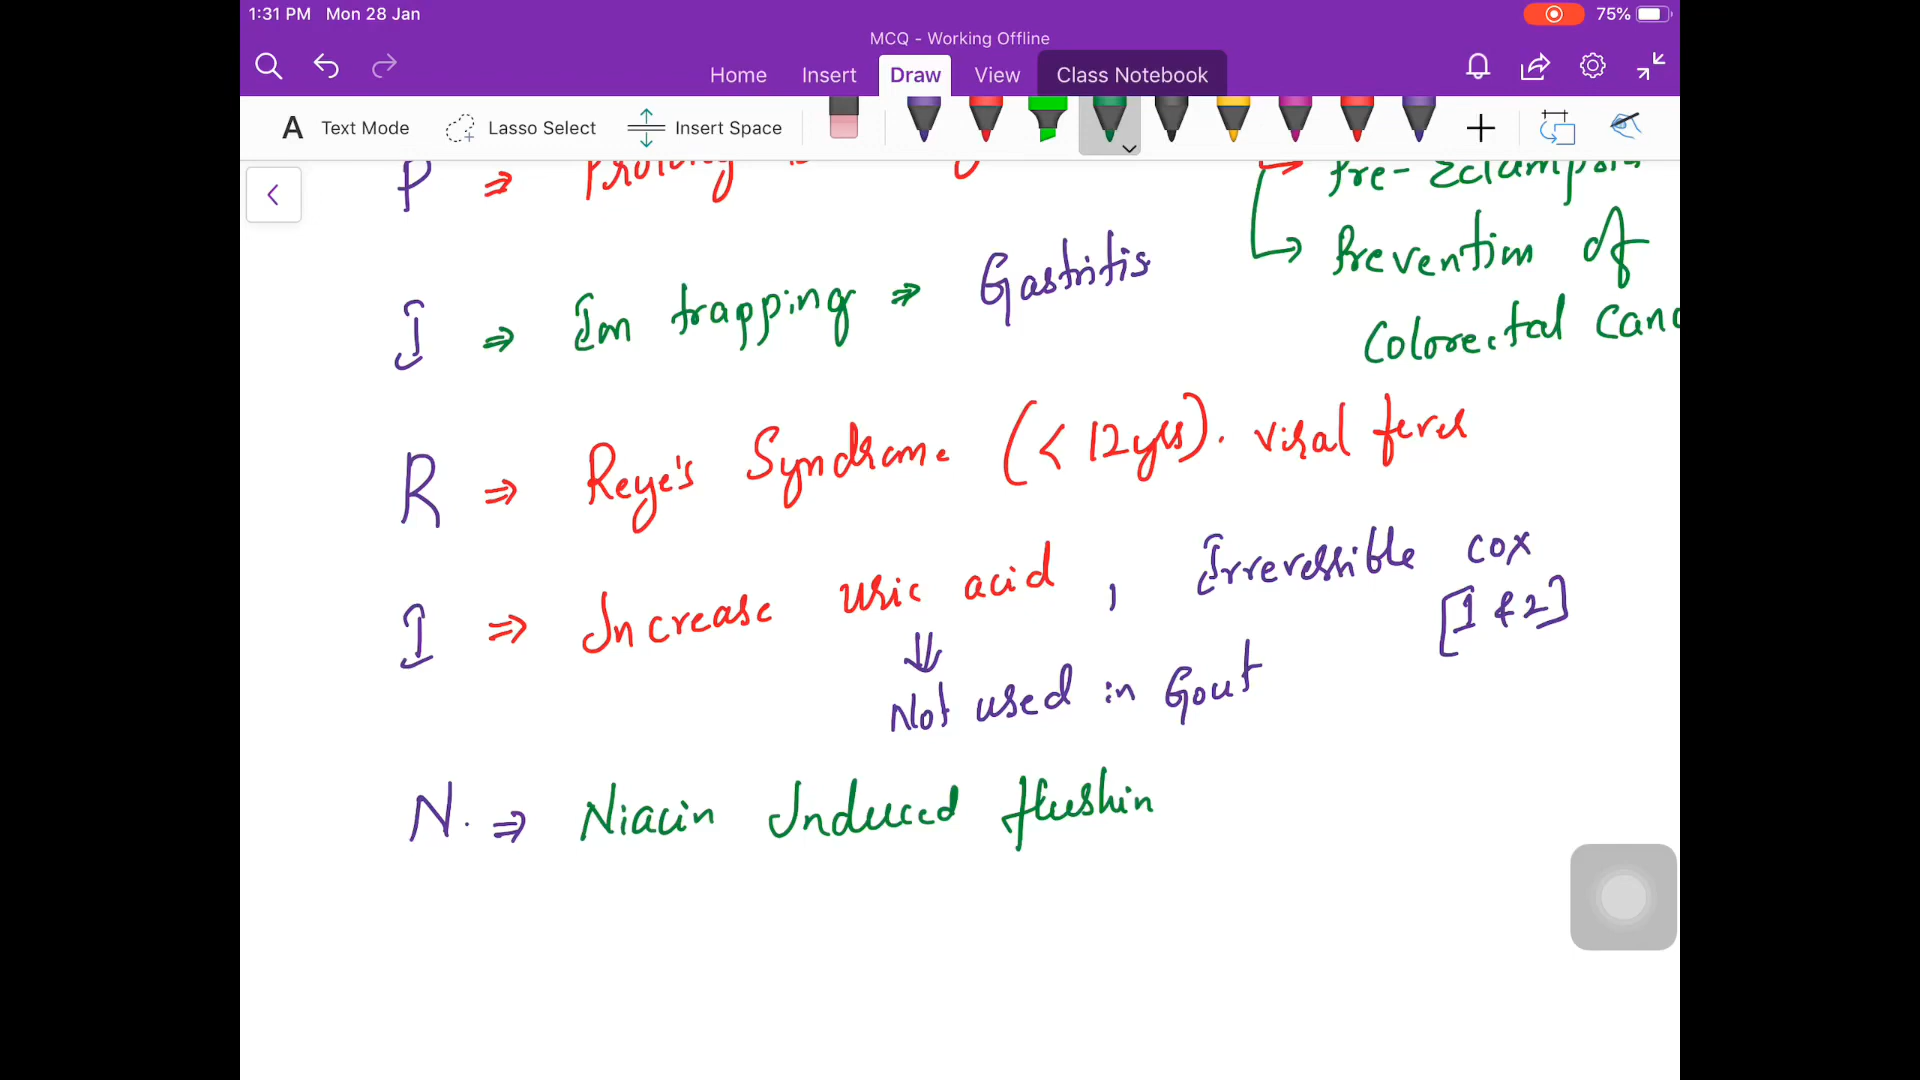 1:31 PM Mon 28 Jan
75%
MCQ - Working Offline
Home Insert Draw View Class Notebook
A Text Mode Lasso Select Insert Space
P ⇒ Prolong
Pre-Eclampsia
I ⇒ Ion trapping ⇒ Gastritis
Prevention of
Colorectal Canc
R ⇒ Reye's Syndrome (< 12yrs). viral fever
I ⇒ Increase uric acid , Irreversible cox
[1 & 2]
⇓
Not used in Gout
N. ⇒ Niacin Induced flushin